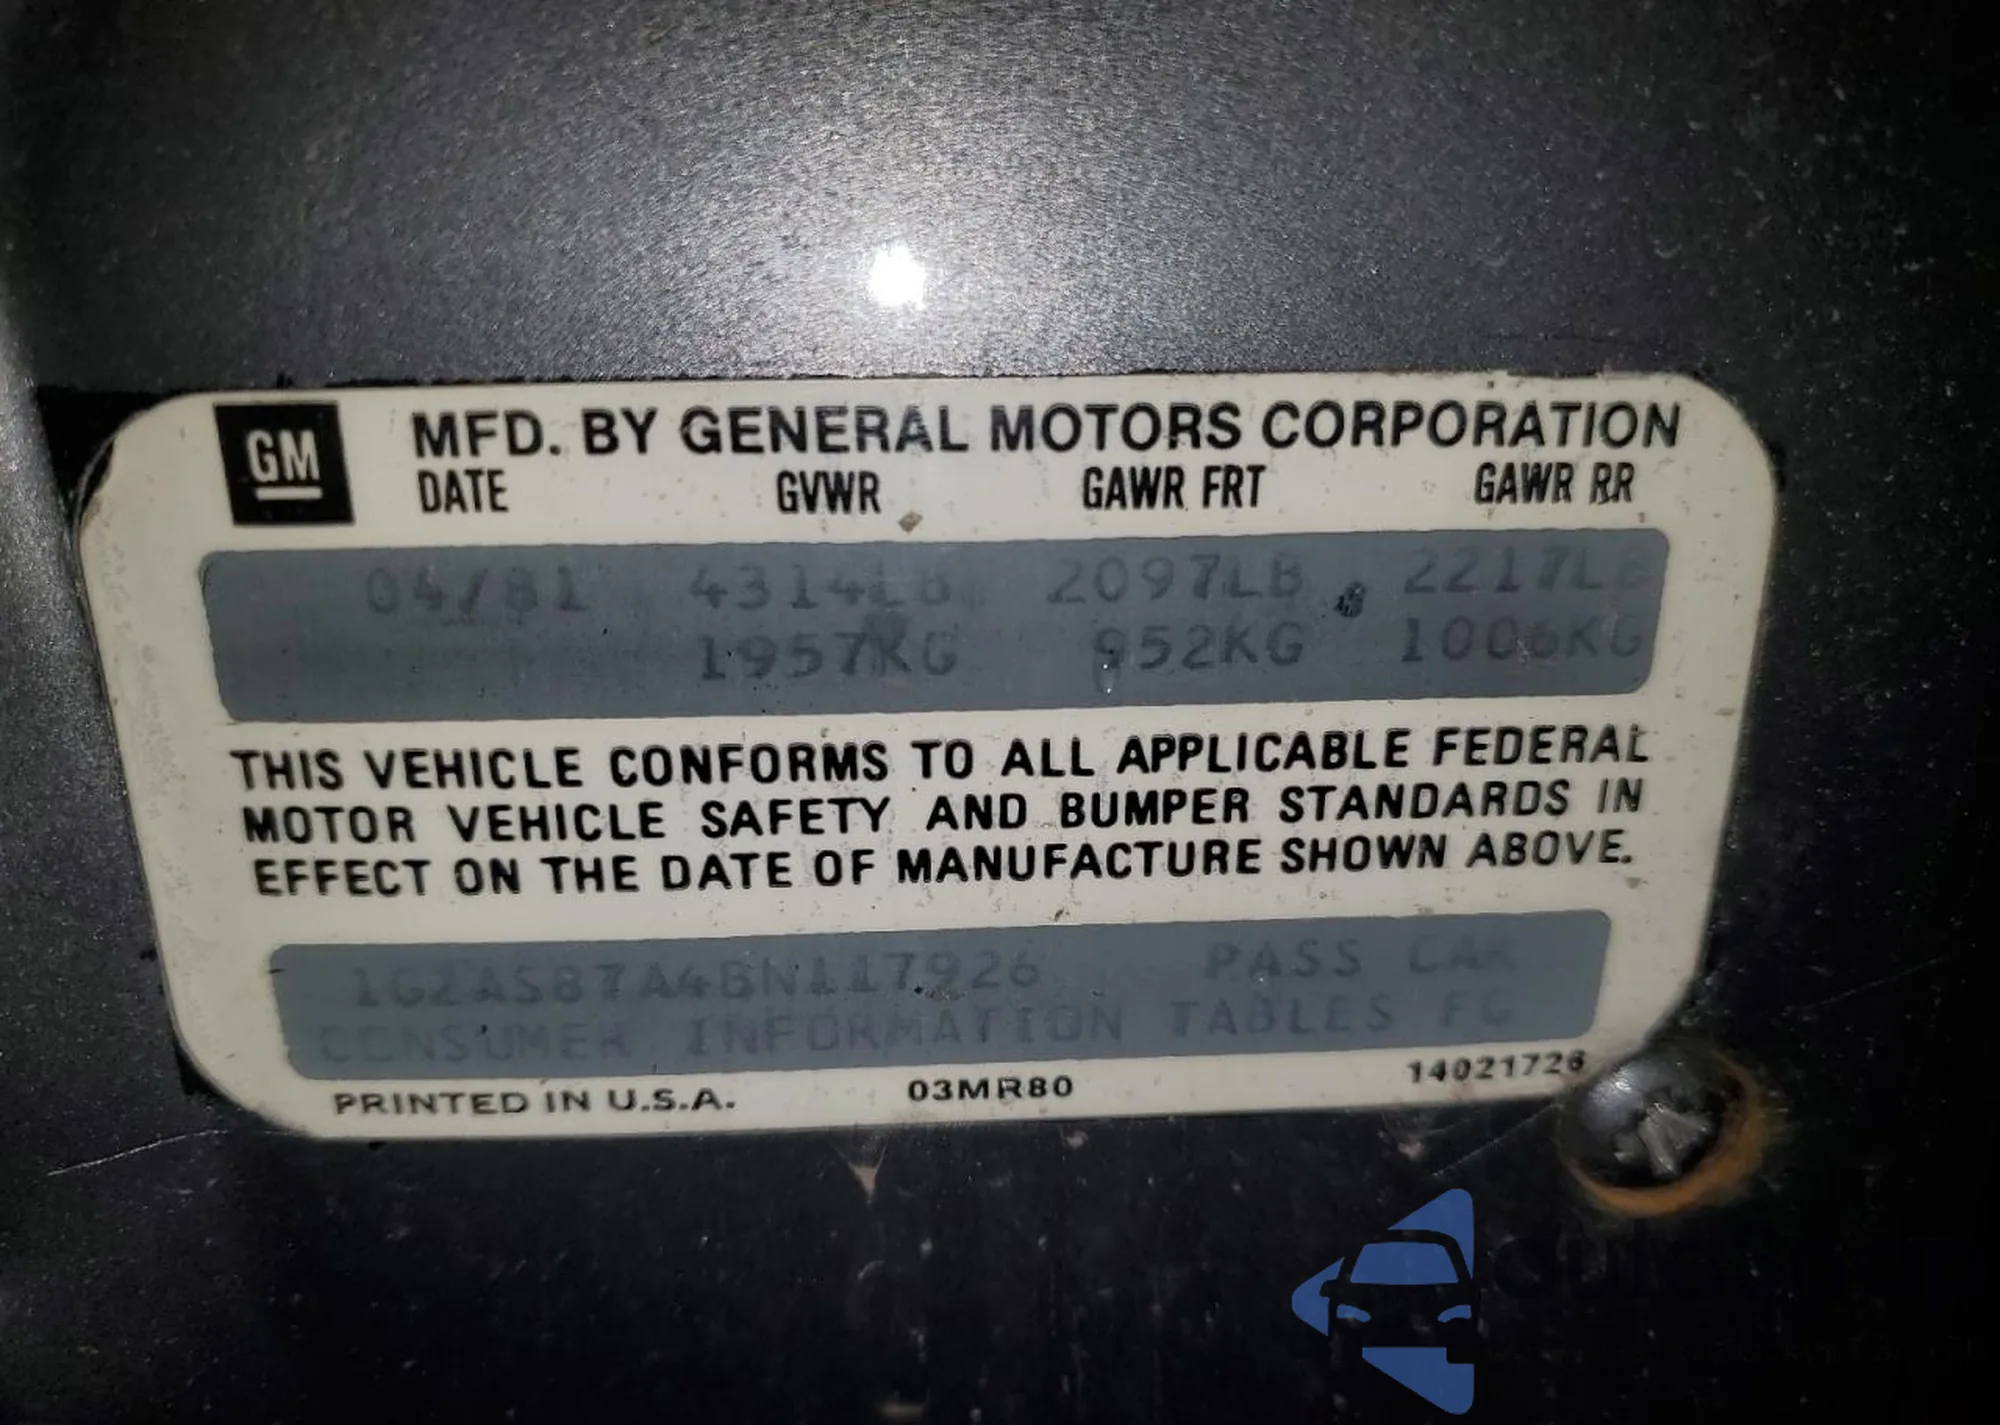 GM MFD. BY GENERAL MOTORS CORPORATION
DATE GVWR GAWR FRT GAWR RR
04/81 4314LB 2097LB 2217LB
1957KG 952KG 1006KG
THIS VEHICLE CONFORMS TO ALL APPLICABLE FEDERAL
MOTOR VEHICLE SAFETY AND BUMPER STANDARDS IN
EFFECT ON THE DATE OF MANUFACTURE SHOWN ABOVE.
1G2AS87A4BN117926 PASS CAR
CONSUMER INFORMATION TABLES FG
PRINTED IN U.S.A. 03MR80 14021726